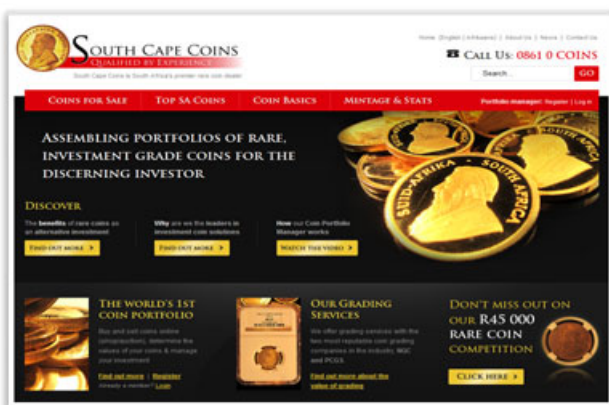 Home (English | Afrikaans) | About Us | News | Contact Us
SOUTH CAPE COINS
QUALIFIED BY EXPERIENCE
South Cape Coins is South Africa's premier rare coin dealer
CALL US: 0861 0 COINS
Search...
GO
COINS FOR SALE
TOP SA COINS
COIN BASICS
MINTAGE & STATS
Portfolio-manager: Register | Log in
ASSEMBLING PORTFOLIOS OF RARE,
INVESTMENT GRADE COINS FOR THE
DISCERNING INVESTOR
SUID-AFRIKA - SOUTH AFRICA
DISCOVER
The benefits of rare coins as
an alternative investment
FIND OUT MORE >
Why are we the leaders in
investment coin solutions
FIND OUT MORE >
How our Coin Portfolio
Manager works
WATCH THE VIDEO >
THE WORLD'S 1ST
COIN PORTFOLIO
Buy and sell coins online
determine the
values of your coins & manage
your investment
Find out more | Register
Already a member? Login
OUR GRADING
SERVICES
We offer grading services with the
two most reputable coin grading
companies in the industry, NGC
and PCGS
Find out more about the
value of grading
DON'T MISS OUT ON
OUR R45 000
RARE COIN
COMPETITION
CLICK HERE >